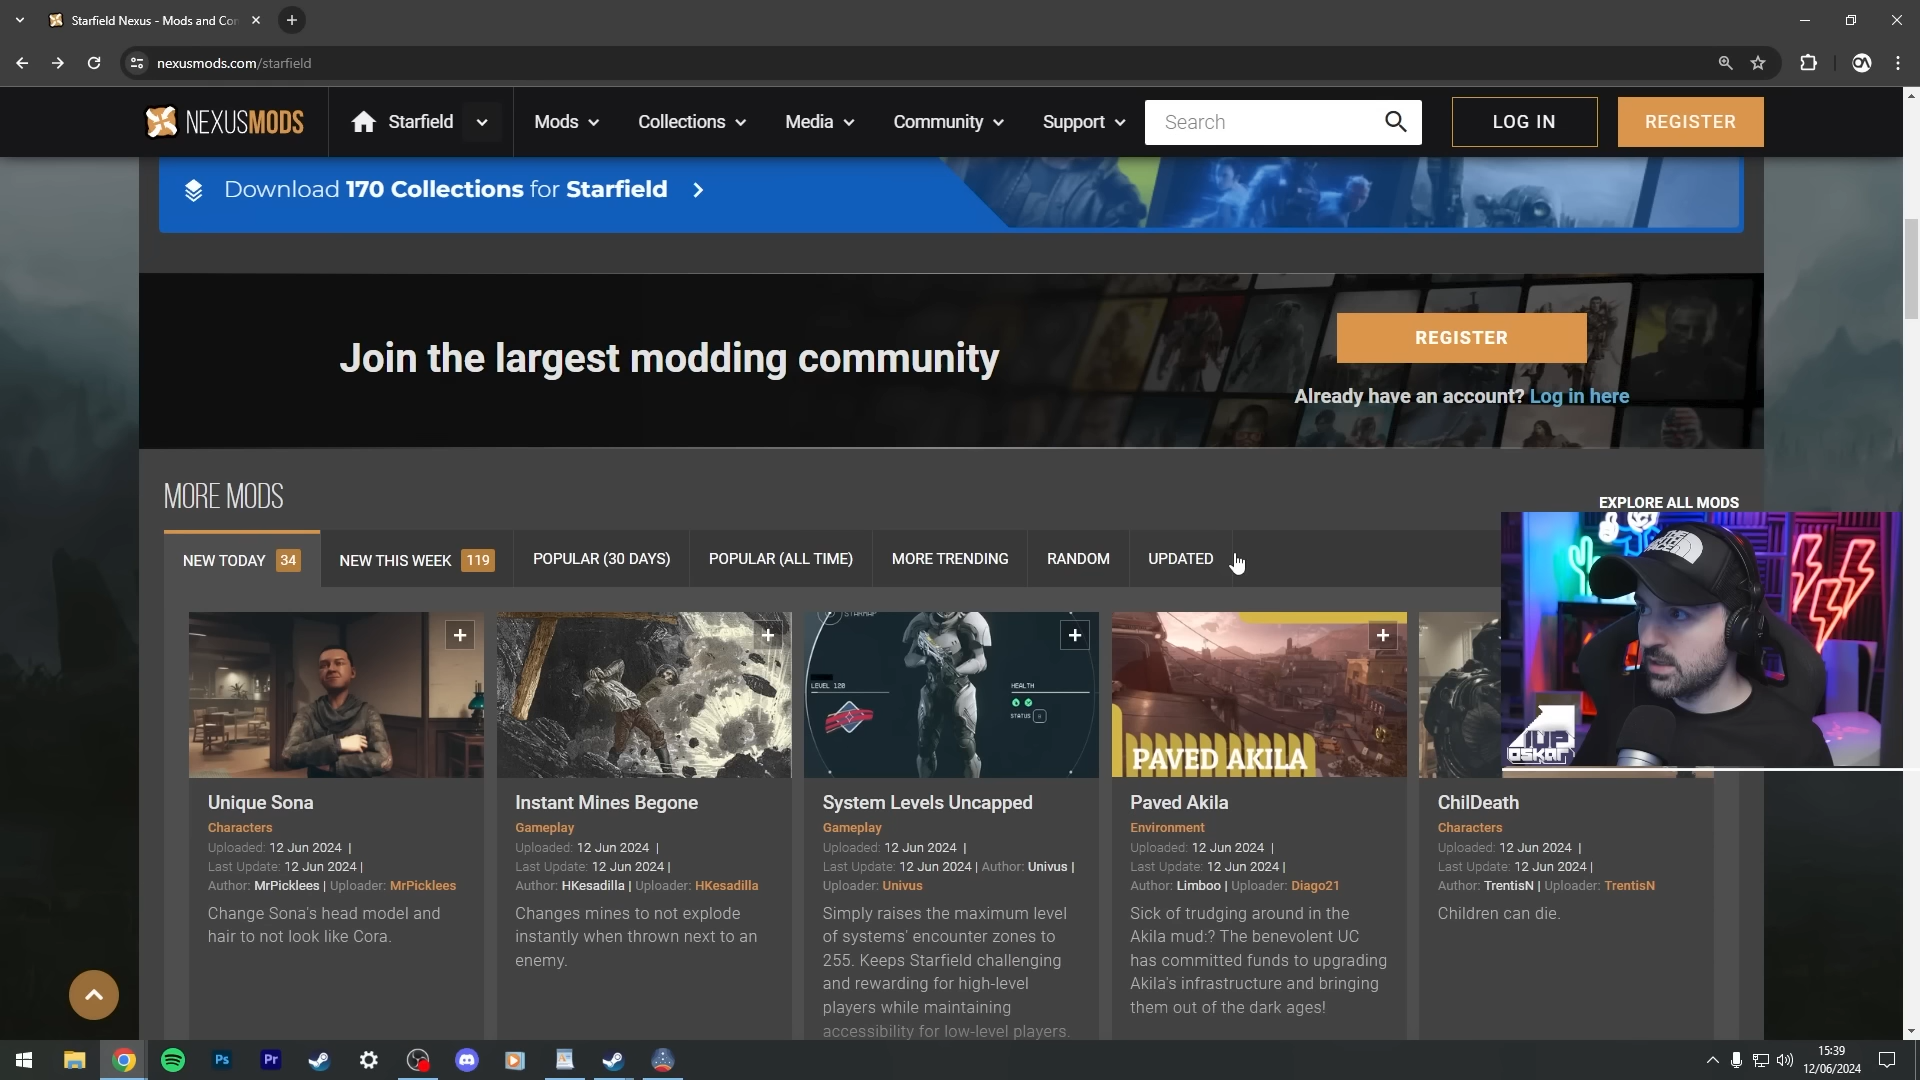 Starfield Nexus - Mods and Cor
nexusmods.com/starfield
NEXUSMODS
Starfield
Mods
Collections
Media
Community
Support
Search
LOG IN
REGISTER
Download 170 Collections for Starfield
Join the largest modding community
REGISTER
Already have an account? Log in here
MORE MODS
EXPLORE ALL MODS
NEW TODAY 34
NEW THIS WEEK 119
POPULAR (30 DAYS)
POPULAR (ALL TIME)
MORE TRENDING
RANDOM
UPDATED
STARMAP
LEVEL 120
HEALTH
STATUS
PAVED AKILA
1UP
OSKAR
Unique Sona
Characters
Uploaded: 12 Jun 2024 |
Last Update: 12 Jun 2024 |
Author: MrPicklees | Uploader: MrPicklees
Change Sona's head model and
hair to not look like Cora.
Instant Mines Begone
Gameplay
Uploaded: 12 Jun 2024 |
Last Update: 12 Jun 2024 |
Author: HKesadilla | Uploader: HKesadilla
Changes mines to not explode
instantly when thrown next to an
enemy.
System Levels Uncapped
Gameplay
Uploaded: 12 Jun 2024 |
Last Update: 12 Jun 2024 | Author: Univus |
Uploader: Univus
Simply raises the maximum level
of systems' encounter zones to
255. Keeps Starfield challenging
and rewarding for high-level
players while maintaining
accessibility for low-level players.
Paved Akila
Environment
Uploaded: 12 Jun 2024 |
Last Update: 12 Jun 2024 |
Author: Limboo | Uploader: Diago21
Sick of trudging around in the
Akila mud:? The benevolent UC
has committed funds to upgrading
Akila's infrastructure and bringing
them out of the dark ages!
ChilDeath
Characters
Uploaded: 12 Jun 2024 |
Last Update: 12 Jun 2024 |
Author: TrentisN | Uploader: TrentisN
Children can die.
Ps
Pr
15:39
12/06/2024